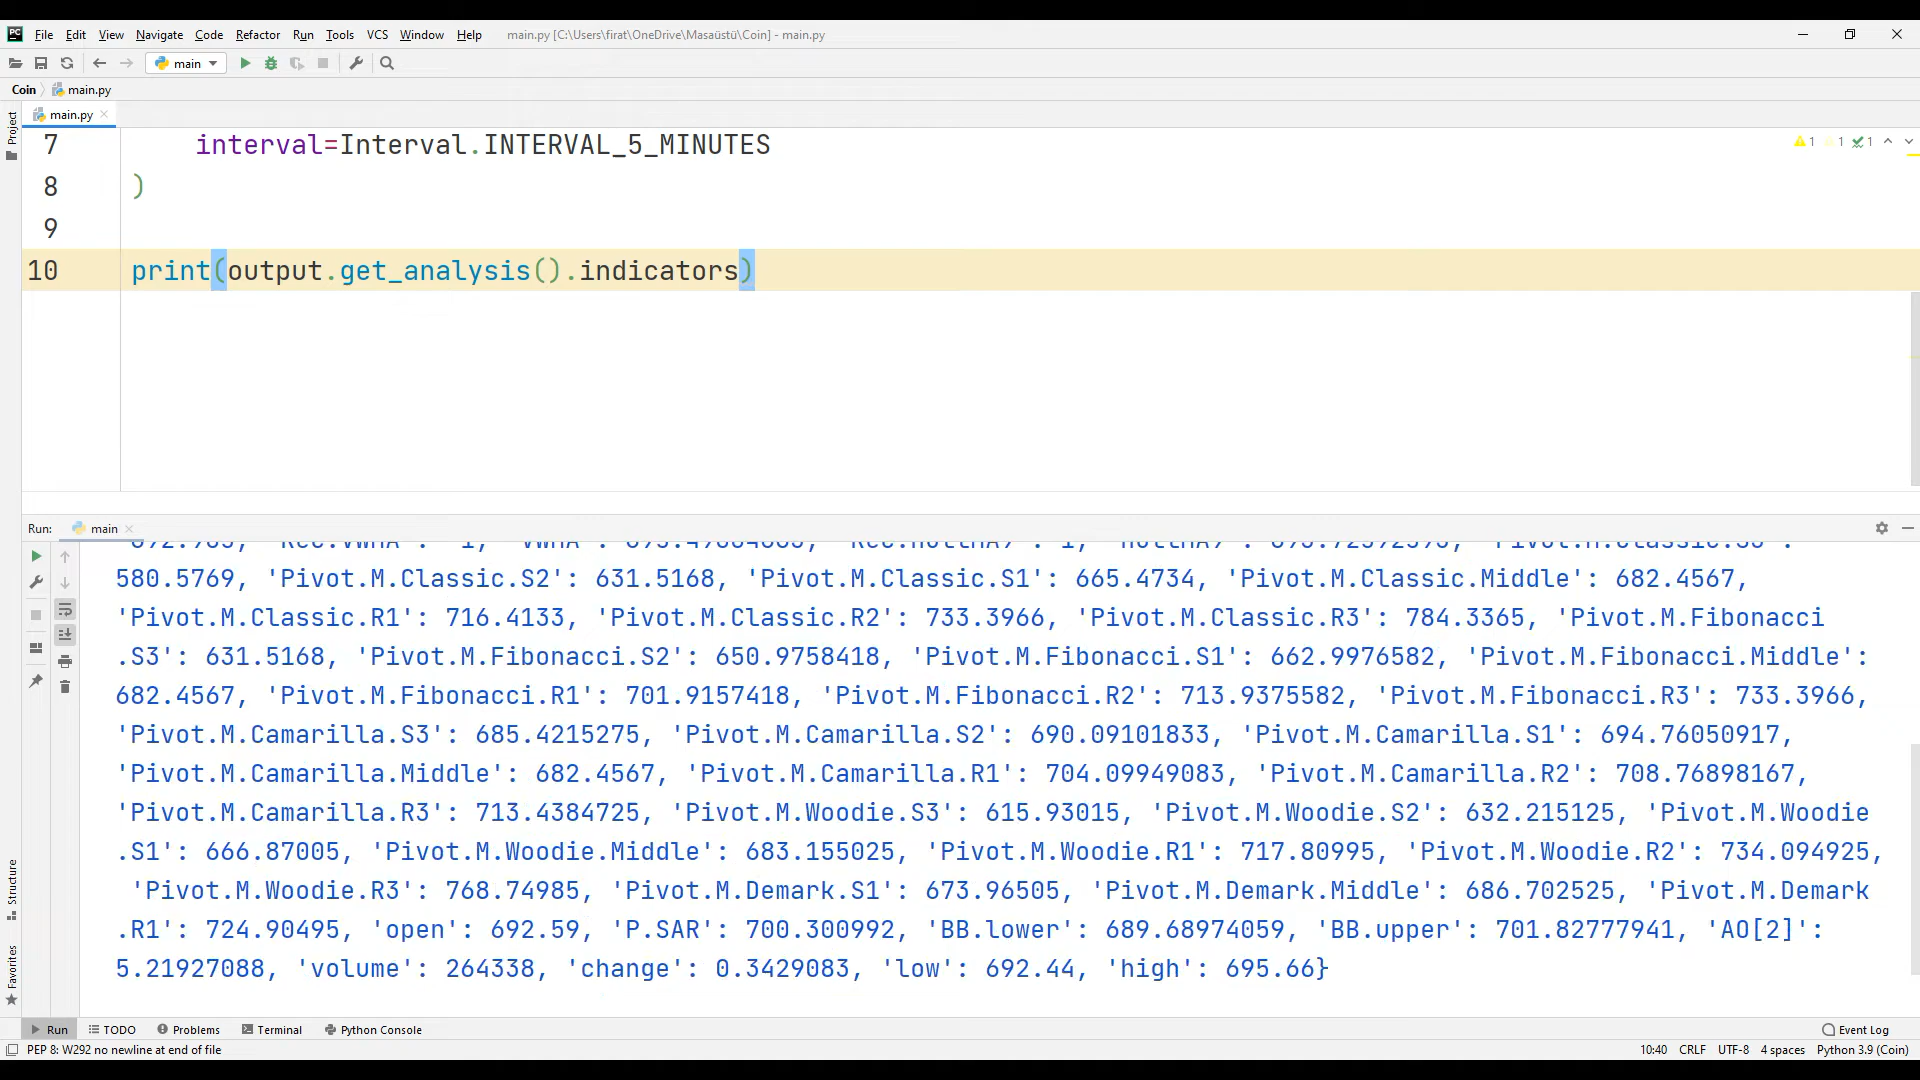 File Edit View Navigate Code Refactor Run Tools VCS Window Help main.py [C:\Users\firat\OneDrive\Masaüstü\Coin] - main.py
main
Coin main.py
main.py
Project
7 interval=Interval.INTERVAL_5_MINUTES
1 1 1
8 )
9
10 print(output.get_analysis().indicators)
Run: main
580.5769, 'Pivot.M.Classic.S2': 631.5168, 'Pivot.M.Classic.S1': 665.4734, 'Pivot.M.Classic.Middle': 682.4567,
'Pivot.M.Classic.R1': 716.4133, 'Pivot.M.Classic.R2': 733.3966, 'Pivot.M.Classic.R3': 784.3365, 'Pivot.M.Fibonacci
.S3': 631.5168, 'Pivot.M.Fibonacci.S2': 650.9758418, 'Pivot.M.Fibonacci.S1': 662.9976582, 'Pivot.M.Fibonacci.Middle':
682.4567, 'Pivot.M.Fibonacci.R1': 701.9157418, 'Pivot.M.Fibonacci.R2': 713.9375582, 'Pivot.M.Fibonacci.R3': 733.3966,
'Pivot.M.Camarilla.S3': 685.4215275, 'Pivot.M.Camarilla.S2': 690.09101833, 'Pivot.M.Camarilla.S1': 694.76050917,
'Pivot.M.Camarilla.Middle': 682.4567, 'Pivot.M.Camarilla.R1': 704.09949083, 'Pivot.M.Camarilla.R2': 708.76898167,
'Pivot.M.Camarilla.R3': 713.4384725, 'Pivot.M.Woodie.S3': 615.93015, 'Pivot.M.Woodie.S2': 632.215125, 'Pivot.M.Woodie
.S1': 666.87005, 'Pivot.M.Woodie.Middle': 683.155025, 'Pivot.M.Woodie.R1': 717.80995, 'Pivot.M.Woodie.R2': 734.094925,
'Pivot.M.Woodie.R3': 768.74985, 'Pivot.M.Demark.S1': 673.96505, 'Pivot.M.Demark.Middle': 686.702525, 'Pivot.M.Demark
.R1': 724.90495, 'open': 692.59, 'P.SAR': 700.300992, 'BB.lower': 689.68974059, 'BB.upper': 701.82777941, 'AO[2]':
5.21927088, 'volume': 264338, 'change': 0.3429083, 'low': 692.44, 'high': 695.66}
Structure
Favorites
Run TODO Problems Terminal Python Console Event Log
PEP 8: W292 no newline at end of file 10:40 CRLF UTF-8 4 spaces Python 3.9 (Coin)